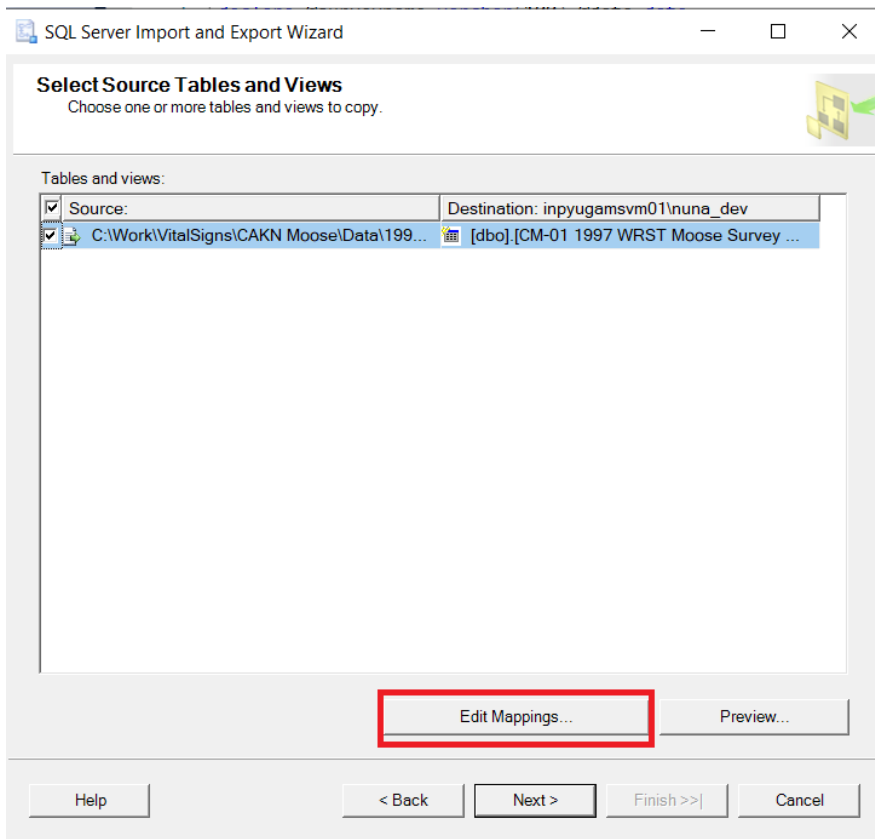 SQL Server Import and Export Wizard
Select Source Tables and Views
Choose one or more tables and views to copy.
Tables and views:
Source: Destination: inpyugamsvm01\nuna_dev
C:\Work\VitalSigns\CAKN Moose\Data\199... [dbo].[CM-01 1997 WRST Moose Survey ...
Edit Mappings... Preview...
Help < Back Next > Finish >>| Cancel